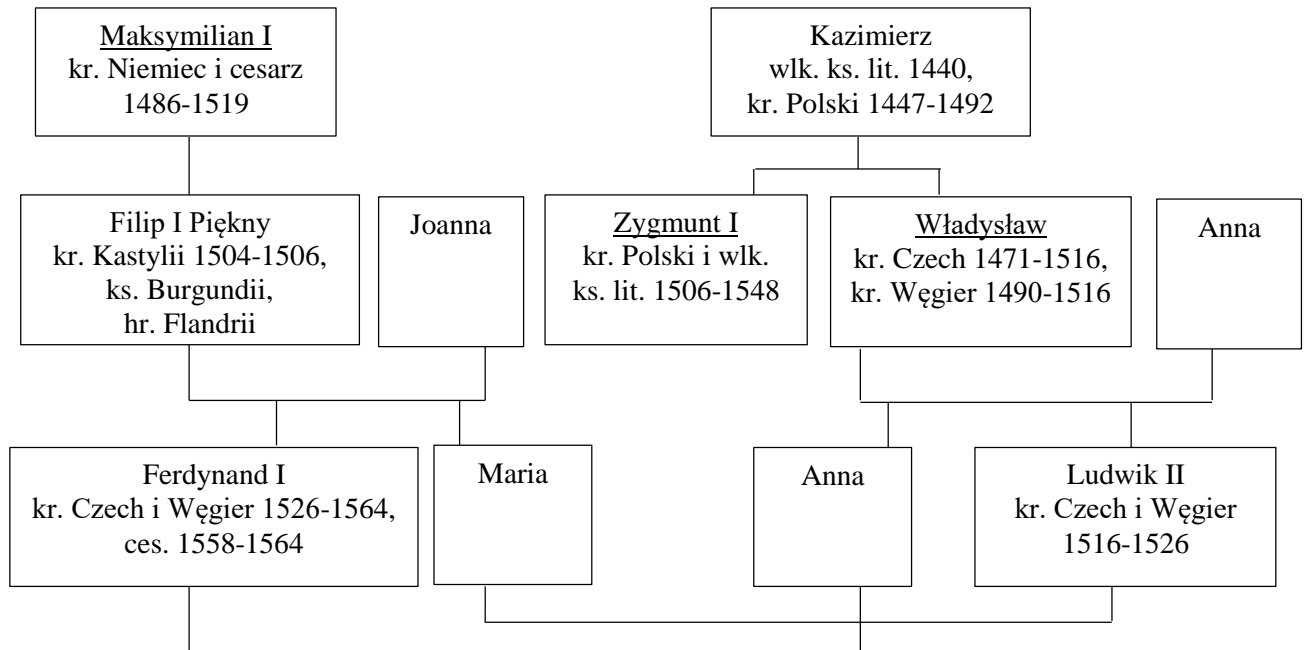 Maksymilian I
kr. Niemiec i cesarz
1486-1519
Kazimierz
wlk. ks. lit. 1440,
kr. Polski 1447-1492
Filip I Piękny
kr. Kastylii 1504-1506,
ks. Burgundii,
hr. Flandrii
Joanna
Zygmunt I
kr. Polski i wlk.
ks. lit. 1506-1548
Władysław
kr. Czech 1471-1516,
kr. Węgier 1490-1516
Anna
Ferdynand I
kr. Czech i Węgier 1526-1564,
ces. 1558-1564
Maria
Anna
Ludwik II
kr. Czech i Węgier
1516-1526